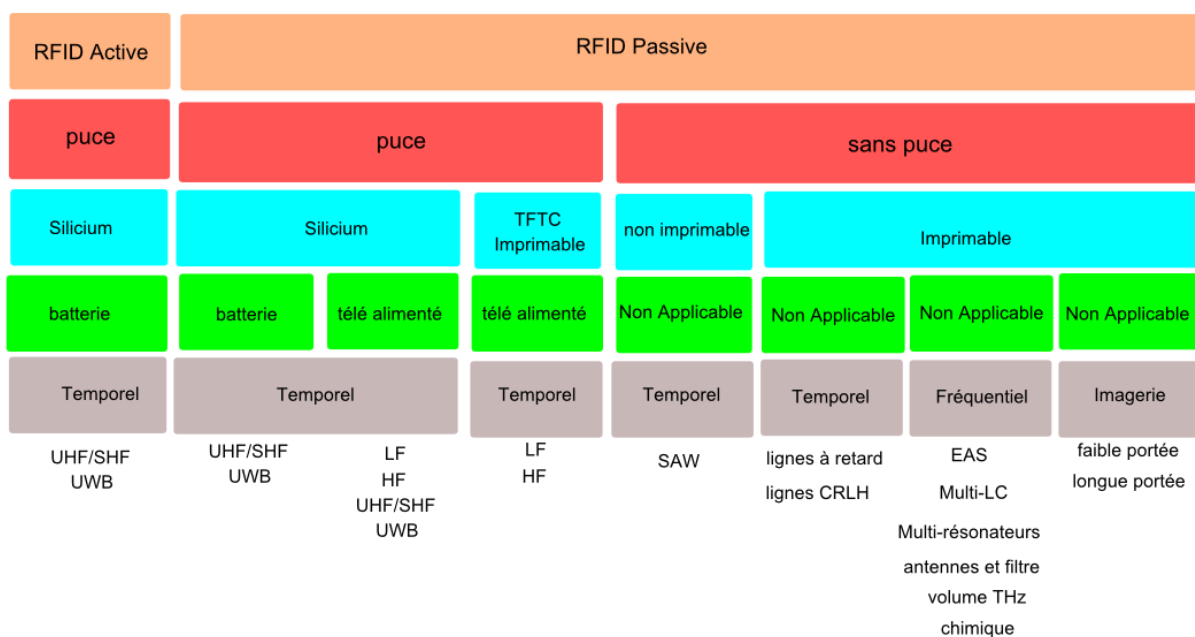 RFID Active
RFID Passive
puce
puce
sans puce
Silicium
Silicium
TFTC
Imprimable
non imprimable
Imprimable
batterie
batterie
télé alimenté
télé alimenté
Non Applicable
Non Applicable
Non Applicable
Non Applicable
Temporel
Temporel
Temporel
Temporel
Temporel
Fréquentiel
Imagerie
UHF/SHF
UWB
UHF/SHF
UWB
LF
HF
UHF/SHF
UWB
LF
HF
SAW
lignes à retard
lignes CRLH
EAS
Multi-LC
Multi-résonateurs
antennes et filtre
volume THz
chimique
faible portée
longue portée